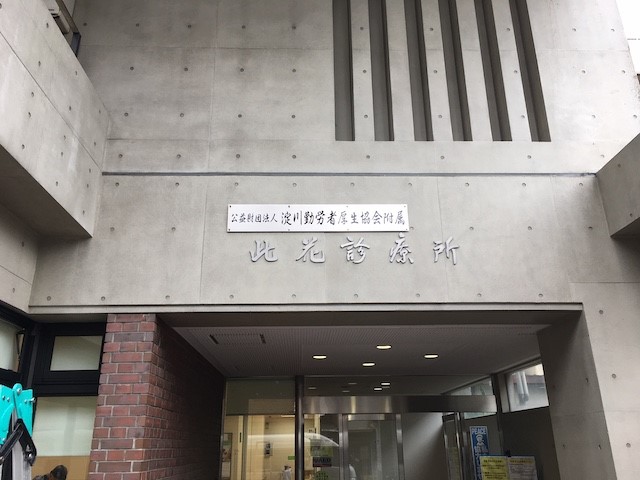 公益財団法人 淀川勤労者厚生協会附属
此花診療所